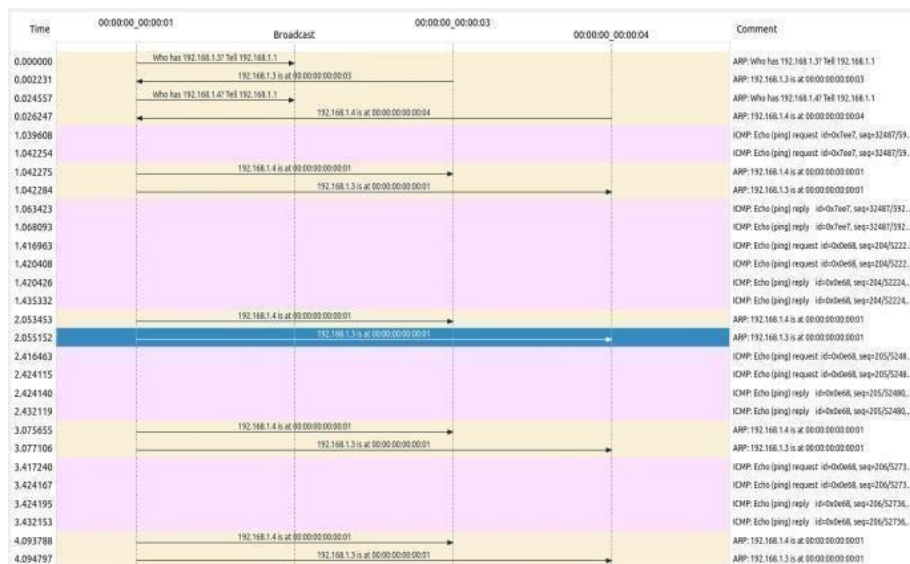 Time 00:00:00_00:00:01 Broadcast 00:00:00_00:00:03 00:00:00_00:00:04 Comment
0.000000 Who has 192.168.1.3? Tell 192.168.1.1 ARP: Who has 192.168.1.3? Tell 192.168.1.1
0.002231 192.168.1.3 is at 00:00:00:00:00:03 ARP: 192.168.1.3 is at 00:00:00:00:00:03
0.024557 Who has 192.168.1.4? Tell 192.168.1.1 ARP: Who has 192.168.1.4? Tell 192.168.1.1
0.026247 192.168.1.4 is at 00:00:00:00:00:04 ARP: 192.168.1.4 is at 00:00:00:00:00:04
1.039608 ICMP: Echo (ping) request id=0x7ee7, seq=32487/59...
1.042254 ICMP: Echo (ping) request id=0x7ee7, seq=32487/59...
1.042275 192.168.1.4 is at 00:00:00:00:00:01 ARP: 192.168.1.4 is at 00:00:00:00:00:01
1.042284 192.168.1.3 is at 00:00:00:00:00:01 ARP: 192.168.1.3 is at 00:00:00:00:00:01
1.063423 ICMP: Echo (ping) reply id=0x7ee7, seq=32487/592...
1.068093 ICMP: Echo (ping) reply id=0x7ee7, seq=32487/592...
1.416963 ICMP: Echo (ping) request id=0x0e68, seq=204/5222...
1.420408 ICMP: Echo (ping) request id=0x0e68, seq=204/5222...
1.420426 ICMP: Echo (ping) reply id=0x0e68, seq=204/52224,...
1.435332 ICMP: Echo (ping) reply id=0x0e68, seq=204/52224,...
2.053453 192.168.1.4 is at 00:00:00:00:00:01 ARP: 192.168.1.4 is at 00:00:00:00:00:01
2.055152 192.168.1.3 is at 00:00:00:00:00:01 ARP: 192.168.1.3 is at 00:00:00:00:00:01
2.416463 ICMP: Echo (ping) request id=0x0e68, seq=205/5248...
2.424115 ICMP: Echo (ping) request id=0x0e68, seq=205/5248...
2.424140 ICMP: Echo (ping) reply id=0x0e68, seq=205/52480,...
2.432119 ICMP: Echo (ping) reply id=0x0e68, seq=205/52480,...
3.075655 192.168.1.4 is at 00:00:00:00:00:01 ARP: 192.168.1.4 is at 00:00:00:00:00:01
3.077106 192.168.1.3 is at 00:00:00:00:00:01 ARP: 192.168.1.3 is at 00:00:00:00:00:01
3.417240 ICMP: Echo (ping) request id=0x0e68, seq=206/5273...
3.424167 ICMP: Echo (ping) request id=0x0e68, seq=206/5273...
3.424195 ICMP: Echo (ping) reply id=0x0e68, seq=206/52736,...
3.432153 ICMP: Echo (ping) reply id=0x0e68, seq=206/52736,...
4.093788 192.168.1.4 is at 00:00:00:00:00:01 ARP: 192.168.1.4 is at 00:00:00:00:00:01
4.094797 192.168.1.3 is at 00:00:00:00:00:01 ARP: 192.168.1.3 is at 00:00:00:00:00:01